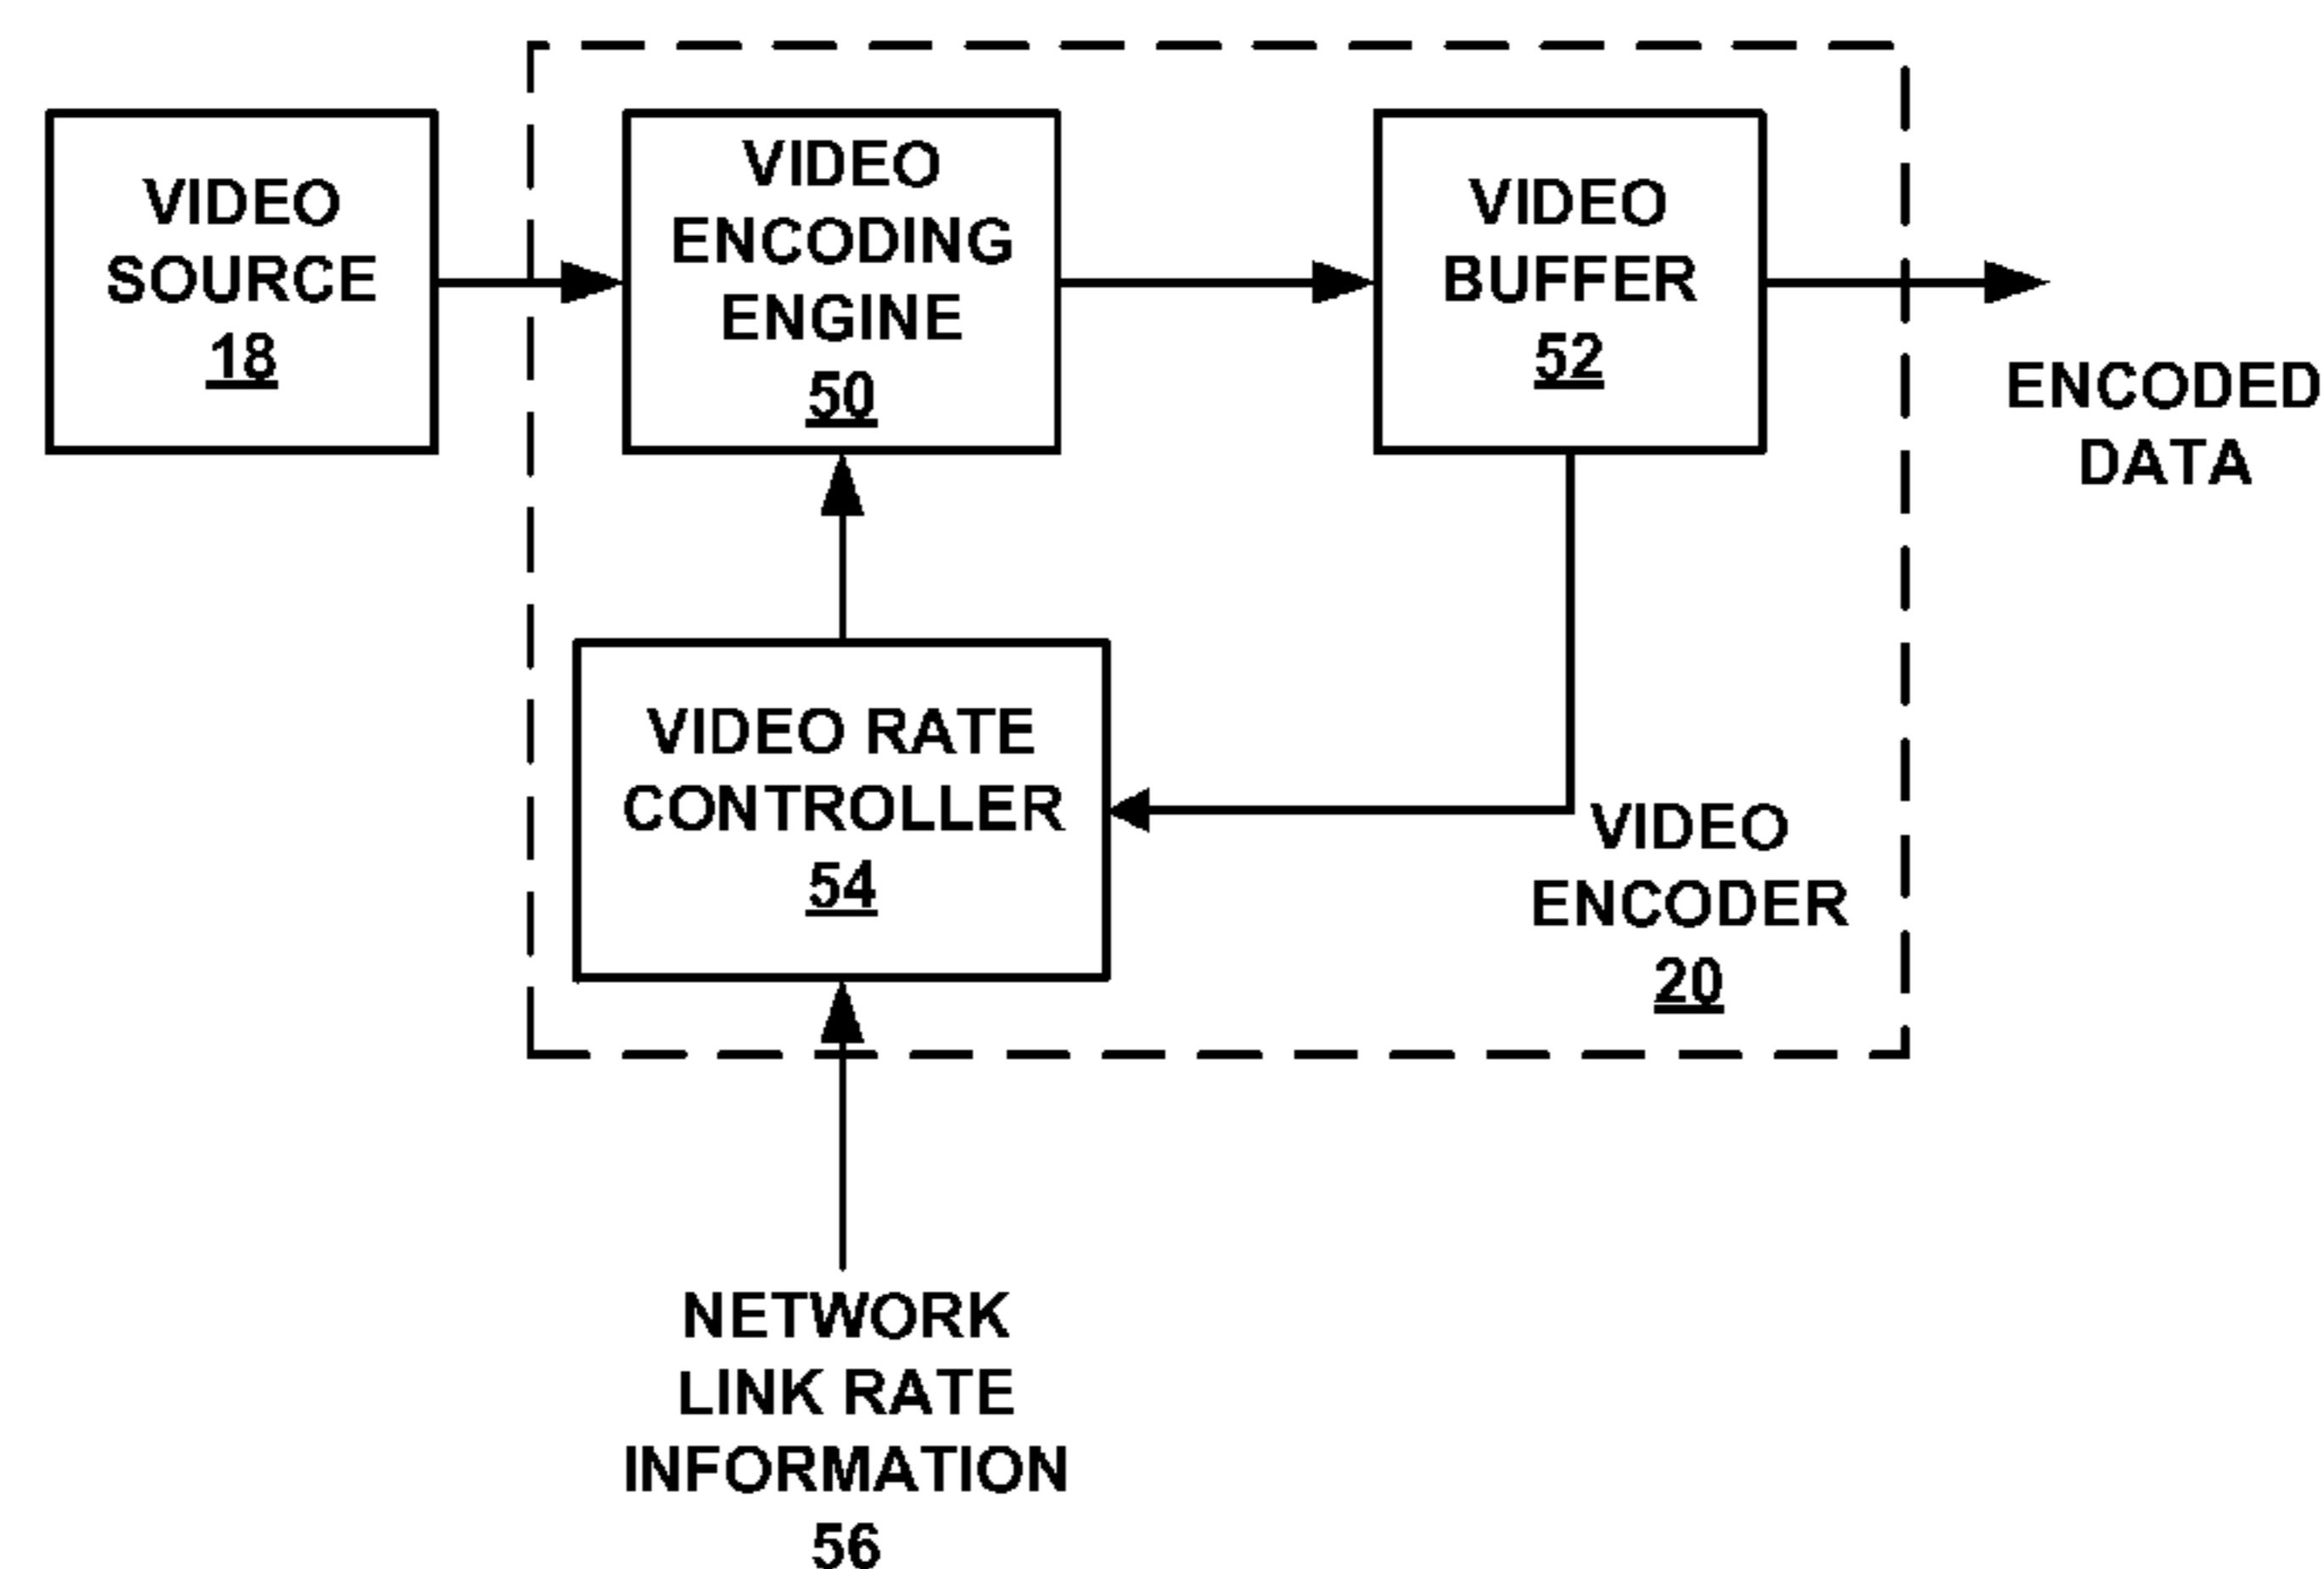 VIDEO
SOURCE
18
VIDEO
ENCODING
ENGINE
50
VIDEO
BUFFER
52
ENCODED
DATA
VIDEO RATE
CONTROLLER
54
VIDEO
ENCODER
20
NETWORK
LINK RATE
INFORMATION
56